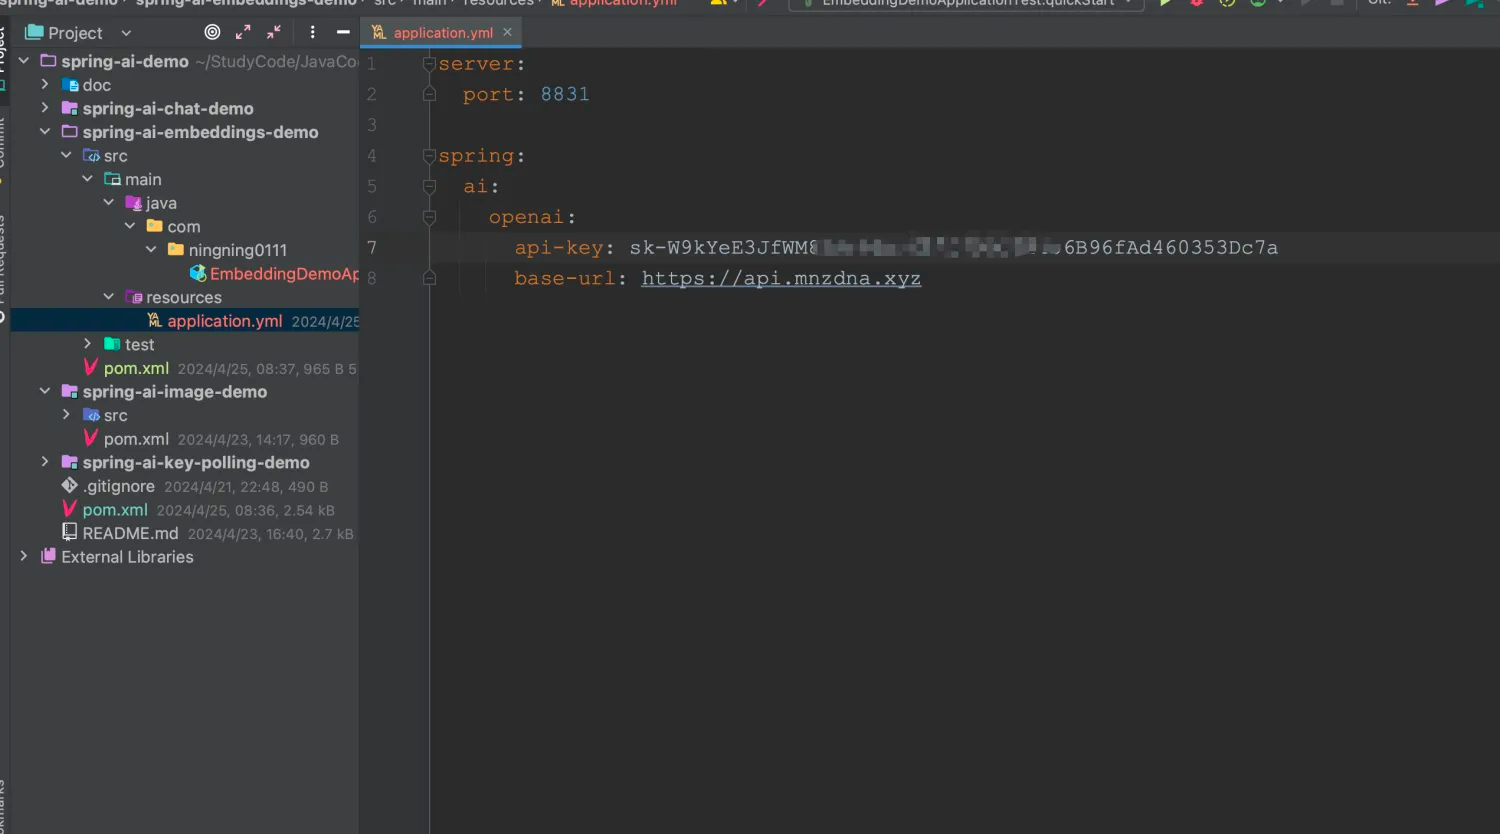 spring-ai-demo spring-ai-embeddings-demo src main resources application.yml EmbeddingDemoApplicationTest.quickStart Git:
Project
application.yml
spring-ai-demo ~/StudyCode/JavaCo
doc
spring-ai-chat-demo
spring-ai-embeddings-demo
src
main
java
com
ningning0111
EmbeddingDemoAp
resources
application.yml 2024/4/25
test
pom.xml 2024/4/25, 08:37, 965 B 5
spring-ai-image-demo
src
pom.xml 2024/4/23, 14:17, 960 B
spring-ai-key-polling-demo
.gitignore 2024/4/21, 22:48, 490 B
pom.xml 2024/4/25, 08:36, 2.54 kB
README.md 2024/4/23, 16:40, 2.7 kB
External Libraries
1 server:
2 port: 8831
3
4 spring:
5 ai:
6 openai:
7 api-key: sk-W9kYeE3JfWM 6B96fAd460353Dc7a
8 base-url: https://api.mnzdna.xyz
Project
Commit
Pull Requests